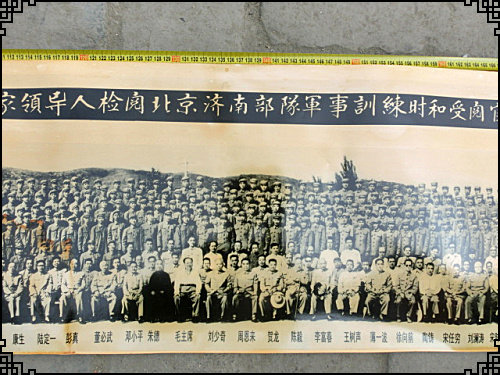 家領导人检阅北京济南部隊軍事訓練时和受阅官
康生 陆定一 彭真 董必武 邓小平 朱德 毛主席 刘少奇 周恩来 贺龙 陈毅 李富春 王树声 薄一波 徐向前 陶铸 宋任穷 刘澜涛